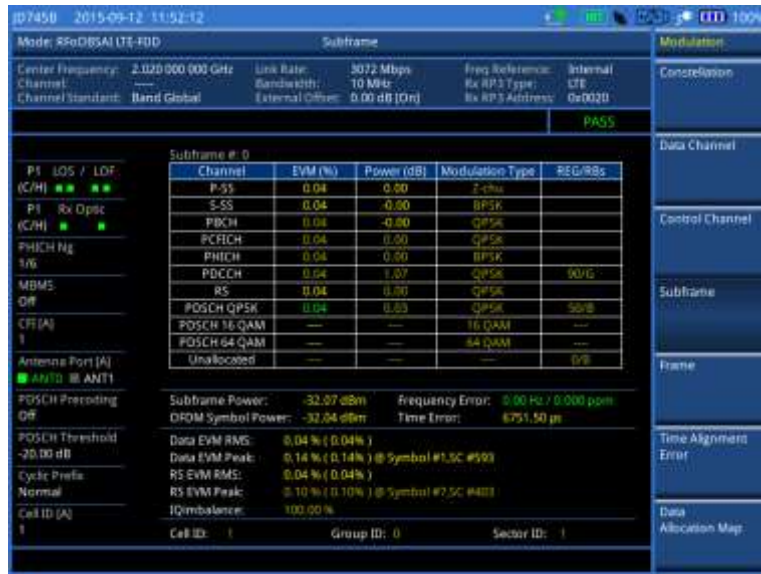 JD745B 2015-09-12 11:52:12 100%
Mode: RFoOBSAI LTE-FDD Subframe
Center Frequency: 2.020 000 000 GHz Link Rate: 3072 Mbps Freq Reference: Internal
Channel: ---- Bandwidth: 10 MHz Rx RP3 Type: LTE
Channel Standard: Band Global External Offset: 0.00 dB [On] Rx RP3 Address: 0x0020
PASS
P1 LOS / LOF
(C/H)
P1 Rx Optic
(C/H)
PHICH Ng
1/6
MBMS
Off
CFI [A]
1
Antenna Port [A]
ANT0 ANT1
PDSCH Precoding
Off
PDSCH Threshold
-20.00 dB
Cyclic Prefix
Normal
Cell ID [A]
1
Subframe #: 0
Channel EVM (%) Power (dB) Modulation Type REG/RBs
P-SS 0.04 0.00 Z-chu
S-SS 0.04 -0.00 BPSK
PBCH 0.04 -0.00 QPSK
PCFICH 0.04 0.00 QPSK
PHICH 0.04 0.00 BPSK
PDCCH 0.04 1.07 QPSK 90/G
RS 0.04 0.00 QPSK
PDSCH QPSK 0.04 0.03 QPSK 50/B
PDSCH 16 QAM ---- ---- 16 QAM ----
PDSCH 64 QAM ---- ---- 64 QAM ----
Unallocated ---- ---- ---- 0/B
Subframe Power: -32.07 dBm Frequency Error: 0.00 Hz / 0.000 ppm
OFDM Symbol Power: -32.04 dBm Time Error: 6751.50 μs
Data EVM RMS: 0.04 % ( 0.04% )
Data EVM Peak: 0.14 % ( 0.14% ) @ Symbol #1,SC #593
RS EVM RMS: 0.04 % ( 0.04% )
RS EVM Peak: 0.10 % ( 0.10% ) @ Symbol #7,SC #403
IQimbalance: 100.00 %
Cell ID: 1 Group ID: 0 Sector ID: 1
Modulation
Constellation
Data Channel
Control Channel
Subframe
Frame
Time Alignment
Error
Data
Allocation Map